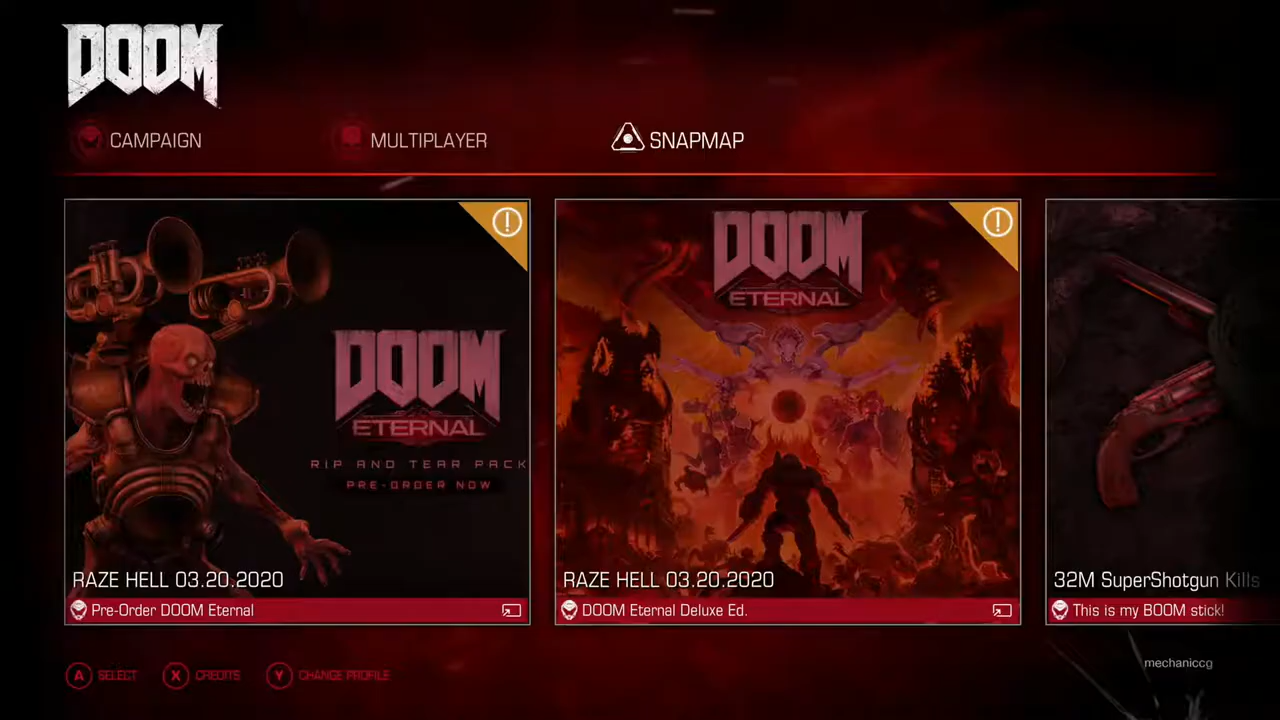 DOOM
CAMPAIGN
MULTIPLAYER
SNAPMAP
DOOM
ETERNAL
RIP AND TEAR PACK
PRE-ORDER NOW
RAZE HELL 03.20.2020
Pre-Order DOOM Eternal
DOOM
ETERNAL
RAZE HELL 03.20.2020
DOOM Eternal Deluxe Ed.
32M SuperShotgun Kills
This is my BOOM stick!
A SELECT
X CREDITS
Y CHANGE PROFILE
mechaniccg